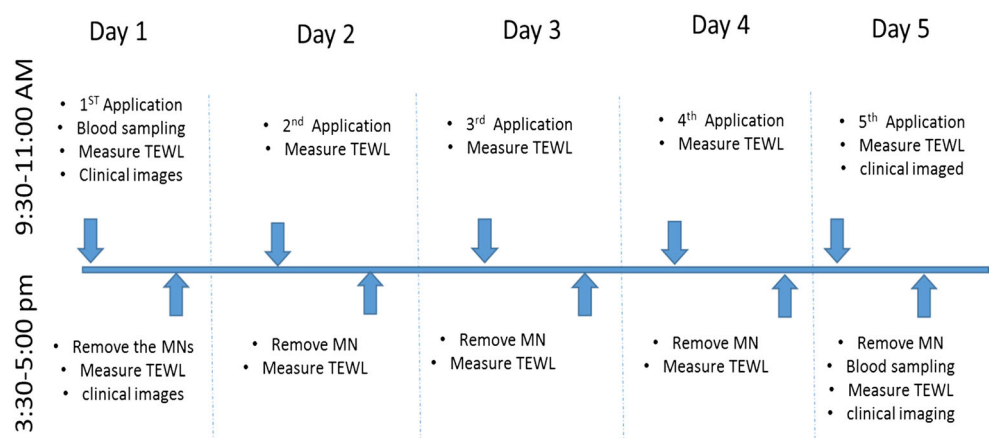 Day 1
Day 2
Day 3
Day 4
Day 5
9:30-11:00 AM
• 1ST Application
• Blood sampling
• Measure TEWL
• Clinical images
• 2nd Application
• Measure TEWL
• 3rd Application
• Measure TEWL
• 4th Application
• Measure TEWL
• 5th Application
• Measure TEWL
• clinical imaged
3:30-5:00 pm
• Remove the MNs
• Measure TEWL
• clinical images
• Remove MN
• Measure TEWL
• Remove MN
• Measure TEWL
• Remove MN
• Measure TEWL
• Remove MN
• Blood sampling
• Measure TEWL
• clinical imaging